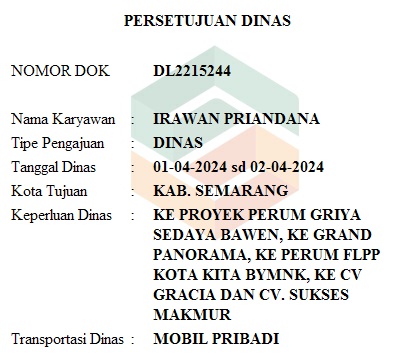 PERSETUJUAN DINAS
NOMOR DOK DL2215244
Nama Karyawan : IRAWAN PRIANDANA
Tipe Pengajuan : DINAS
Tanggal Dinas : 01-04-2024 sd 02-04-2024
Kota Tujuan : KAB. SEMARANG
Keperluan Dinas : KE PROYEK PERUM GRIYA
SEDAYA BAWEN, KE GRAND
PANORAMA, KE PERUM FLPP
KOTA KITA BYMNK, KE CV
GRACIA DAN CV. SUKSES
MAKMUR
Transportasi Dinas : MOBIL PRIBADI